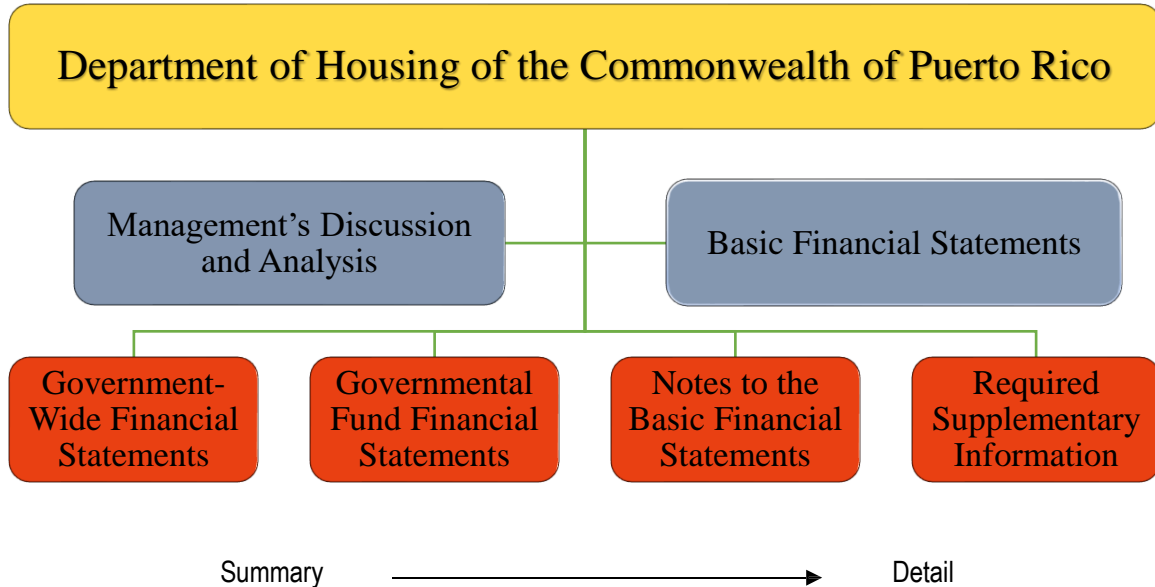 Department of Housing of the Commonwealth of Puerto Rico
Management’s Discussion
and Analysis
Basic Financial Statements
Government-
Wide Financial
Statements
Governmental
Fund Financial
Statements
Notes to the
Basic Financial
Statements
Required
Supplementary
Information
Summary
Detail